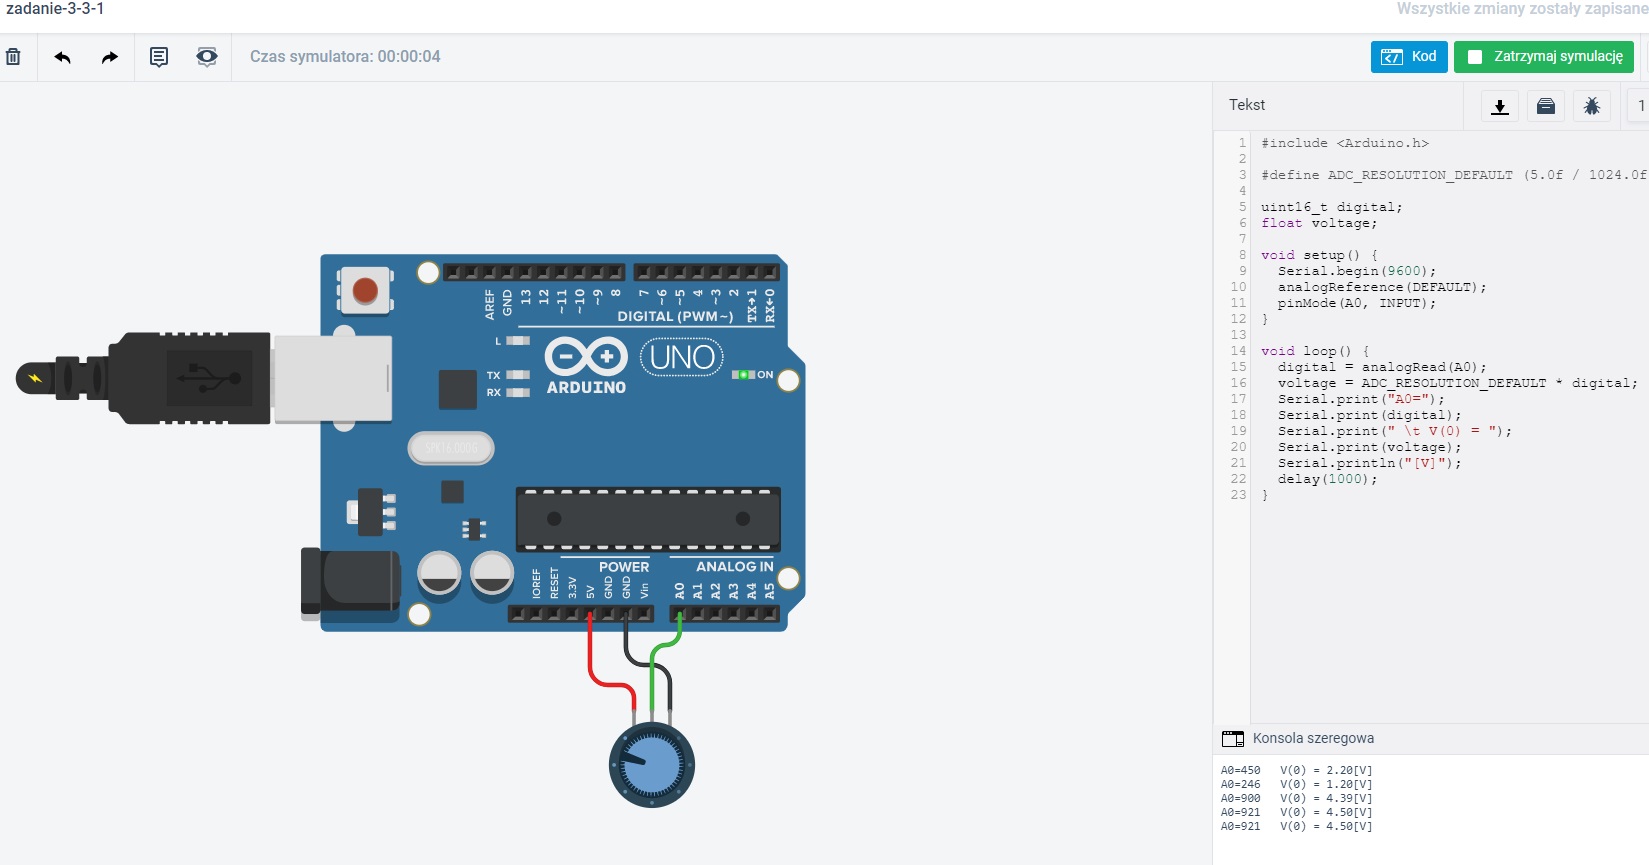 zadanie-3-3-1
Wszystkie zmiany zostały zapisane
Czas symulatora: 00:00:04
Kod
Zatrzymaj symulację
Tekst
1
1 #include <Arduino.h>
2
3 #define ADC_RESOLUTION_DEFAULT (5.0f / 1024.0f
4
5 uint16_t digital;
6 float voltage;
7
8 void setup() {
9 Serial.begin(9600);
10 analogReference(DEFAULT);
11 pinMode(A0, INPUT);
12 }
13
14 void loop() {
15 digital = analogRead(A0);
16 voltage = ADC_RESOLUTION_DEFAULT * digital;
17 Serial.print("A0=");
18 Serial.print(digital);
19 Serial.print(" \t V(0) = ");
20 Serial.print(voltage);
21 Serial.println("[V]");
22 delay(1000);
23 }
AREF GND 13 12 ~11 ~10 ~9 8 7 ~6 ~5 4 ~3 2 TX→1 RX←0
DIGITAL (PWM~)
L
TX
RX
ARDUINO
UNO
ON
POWER
ANALOG IN
IOREF RESET 3.3V 5V GND GND Vin A0 A1 A2 A3 A4 A5
Konsola szeregowa
A0=450 V(0) = 2.20[V]
A0=246 V(0) = 1.20[V]
A0=900 V(0) = 4.39[V]
A0=921 V(0) = 4.50[V]
A0=921 V(0) = 4.50[V]